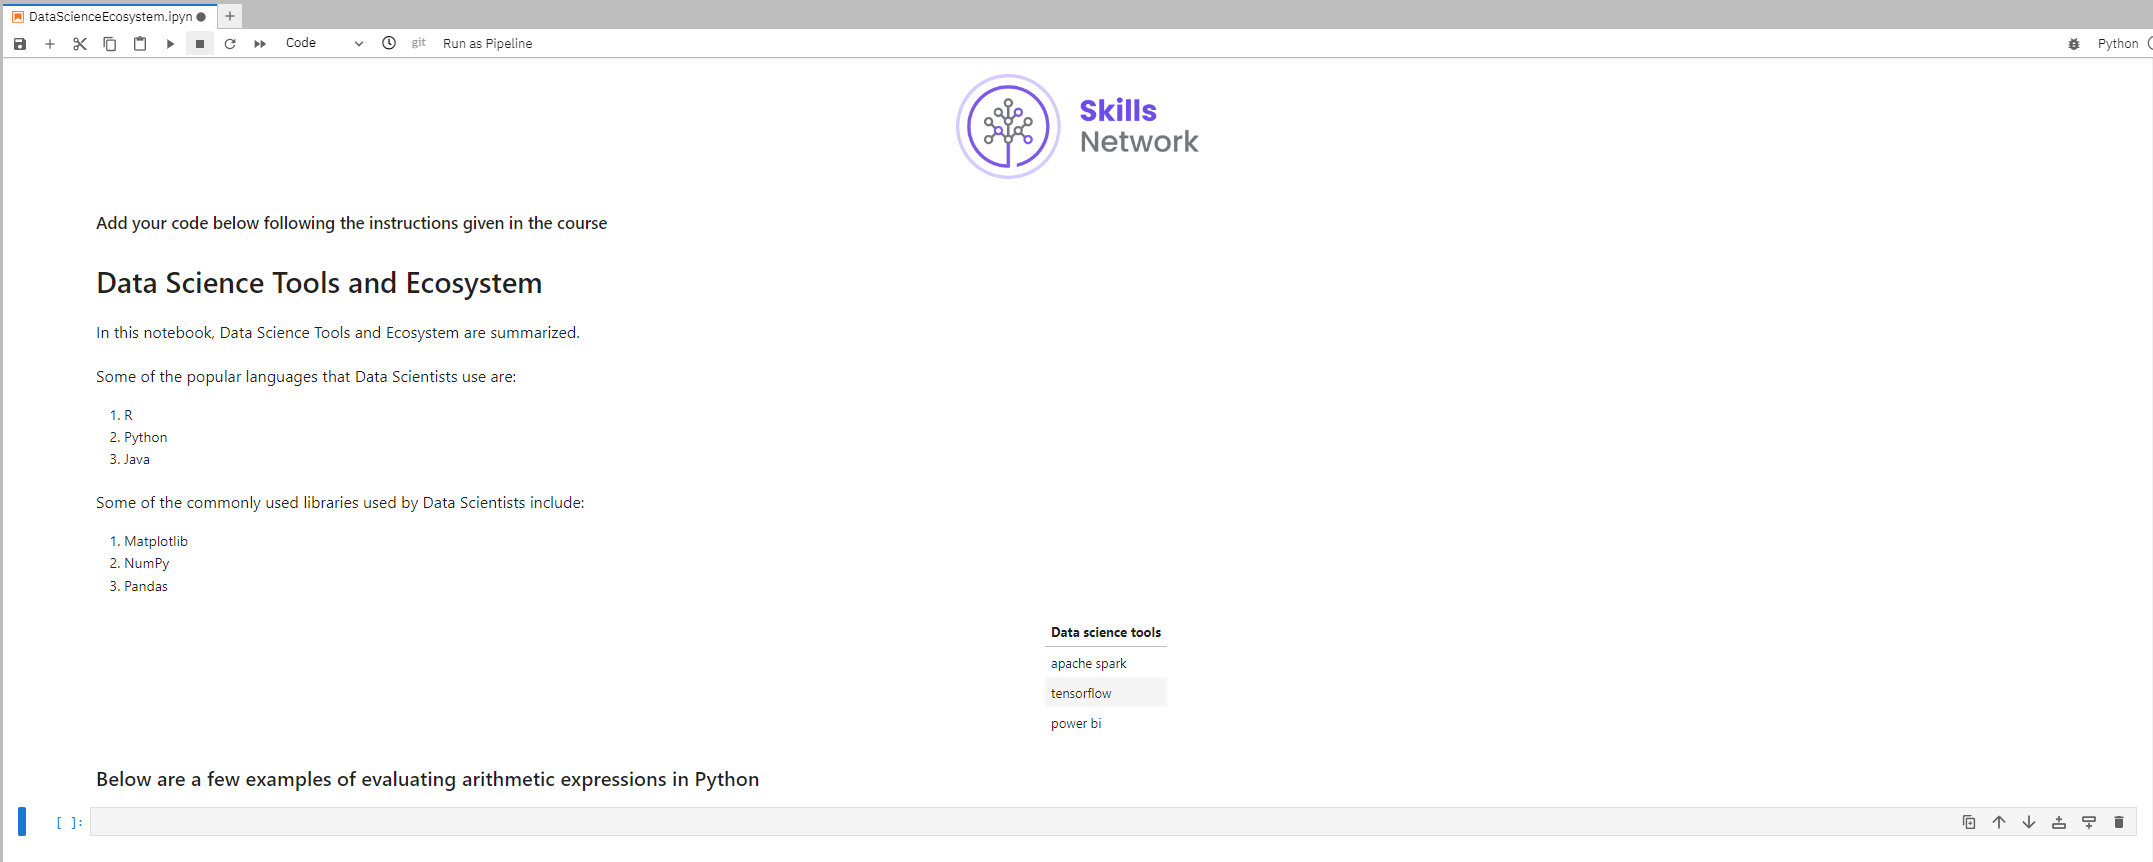 DataScienceEcosystem.ipyn
Code git Run as Pipeline Python
Skills
Network
Add your code below following the instructions given in the course
Data Science Tools and Ecosystem
In this notebook, Data Science Tools and Ecosystem are summarized.
Some of the popular languages that Data Scientists use are:
1. R
2. Python
3. Java
Some of the commonly used libraries used by Data Scientists include:
1. Matplotlib
2. NumPy
3. Pandas
Data science tools
apache spark
tensorflow
power bi
Below are a few examples of evaluating arithmetic expressions in Python
[ ]: